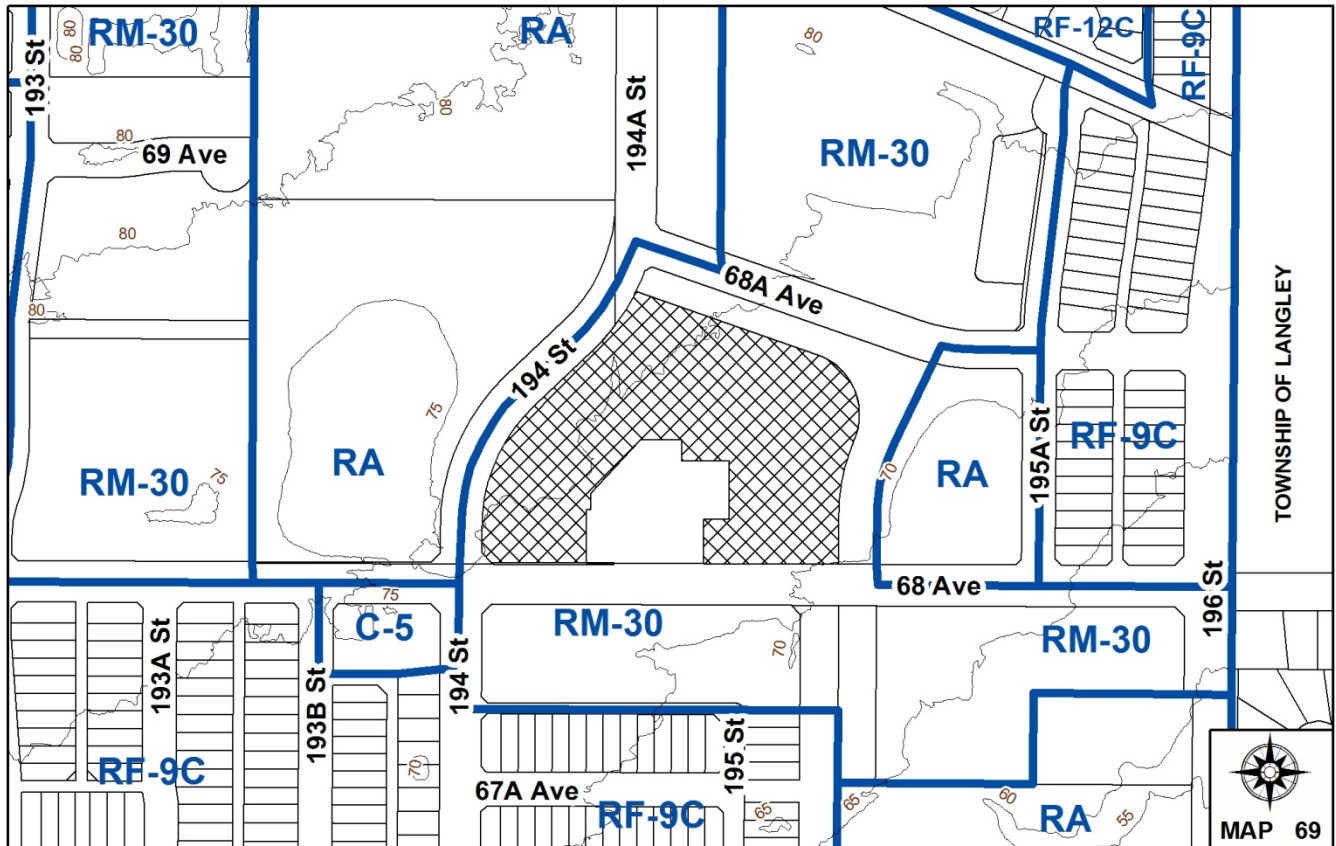 80
RM-30
80
RA
80
RF-12C
RF-9C
193 St
80
194A St
80
69 Ave
RM-30
80
68A Ave
TOWNSHIP OF LANGLEY
80
194 St
75
RA
195A St
RF-9C
RM-30
75
70
RA
68 Ave
196 St
75
C-5
RM-30
RM-30
193A St
70
193B St
194 St
RF-9C
70
195 St
67A Ave
RF-9C
65
65
60
RA
55
MAP 69